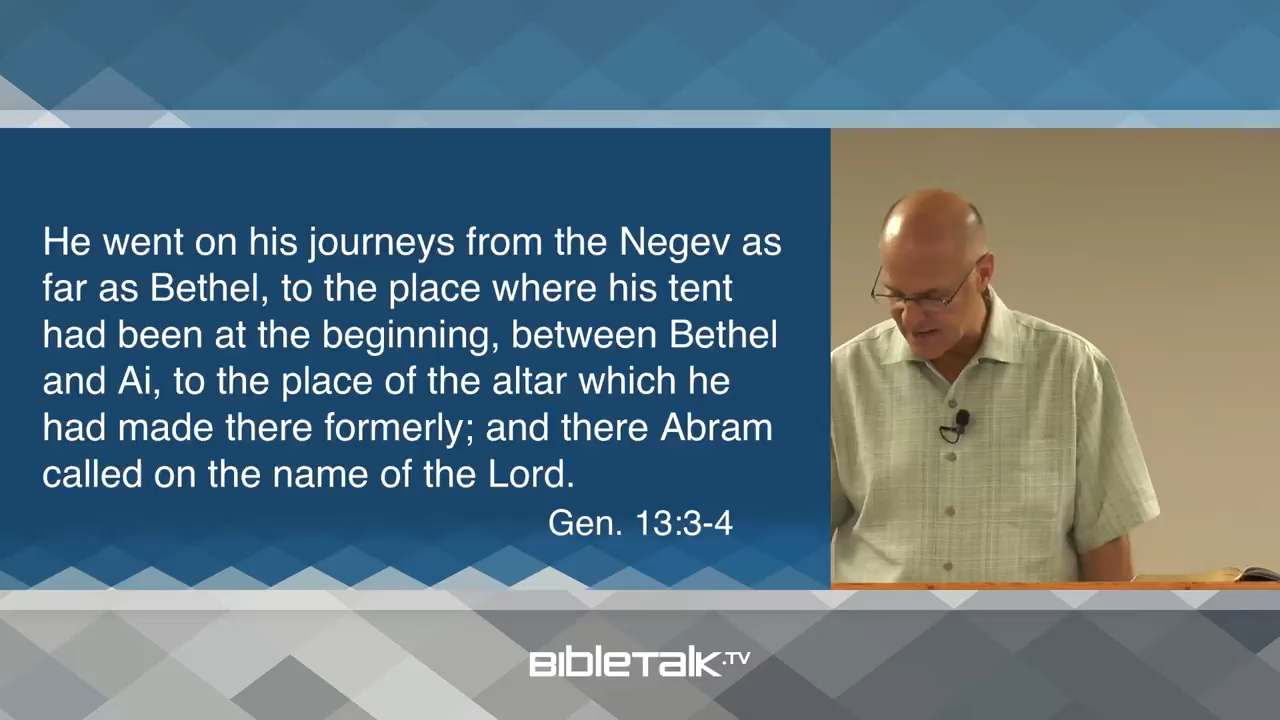 He went on his journeys from the Negev as
far as Bethel, to the place where his tent
had been at the beginning, between Bethel
and Ai, to the place of the altar which he
had made there formerly; and there Abram
called on the name of the Lord.
Gen. 13:3-4
BIBLETALK.TV